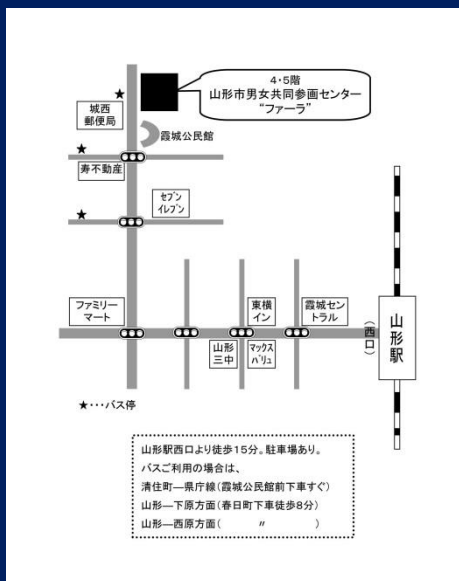 4・5階
山形市男女共同参画センター
“ファーラ”
★
城西
郵便局
霞城公民館
★
寿不動産
セブン
イレブン
★
ファミリー
マート
東横
イン
霞城セン
トラル
(西口)
山形駅
山形
三中
マックス
バリュ
★・・・バス停
山形駅西口より徒歩15分。駐車場あり。
バスご利用の場合は、
清住町―県庁線(霞城公民館前下車すぐ)
山形―下原方面(春日町下車徒歩8分)
山形―西原方面(　　〃　　)